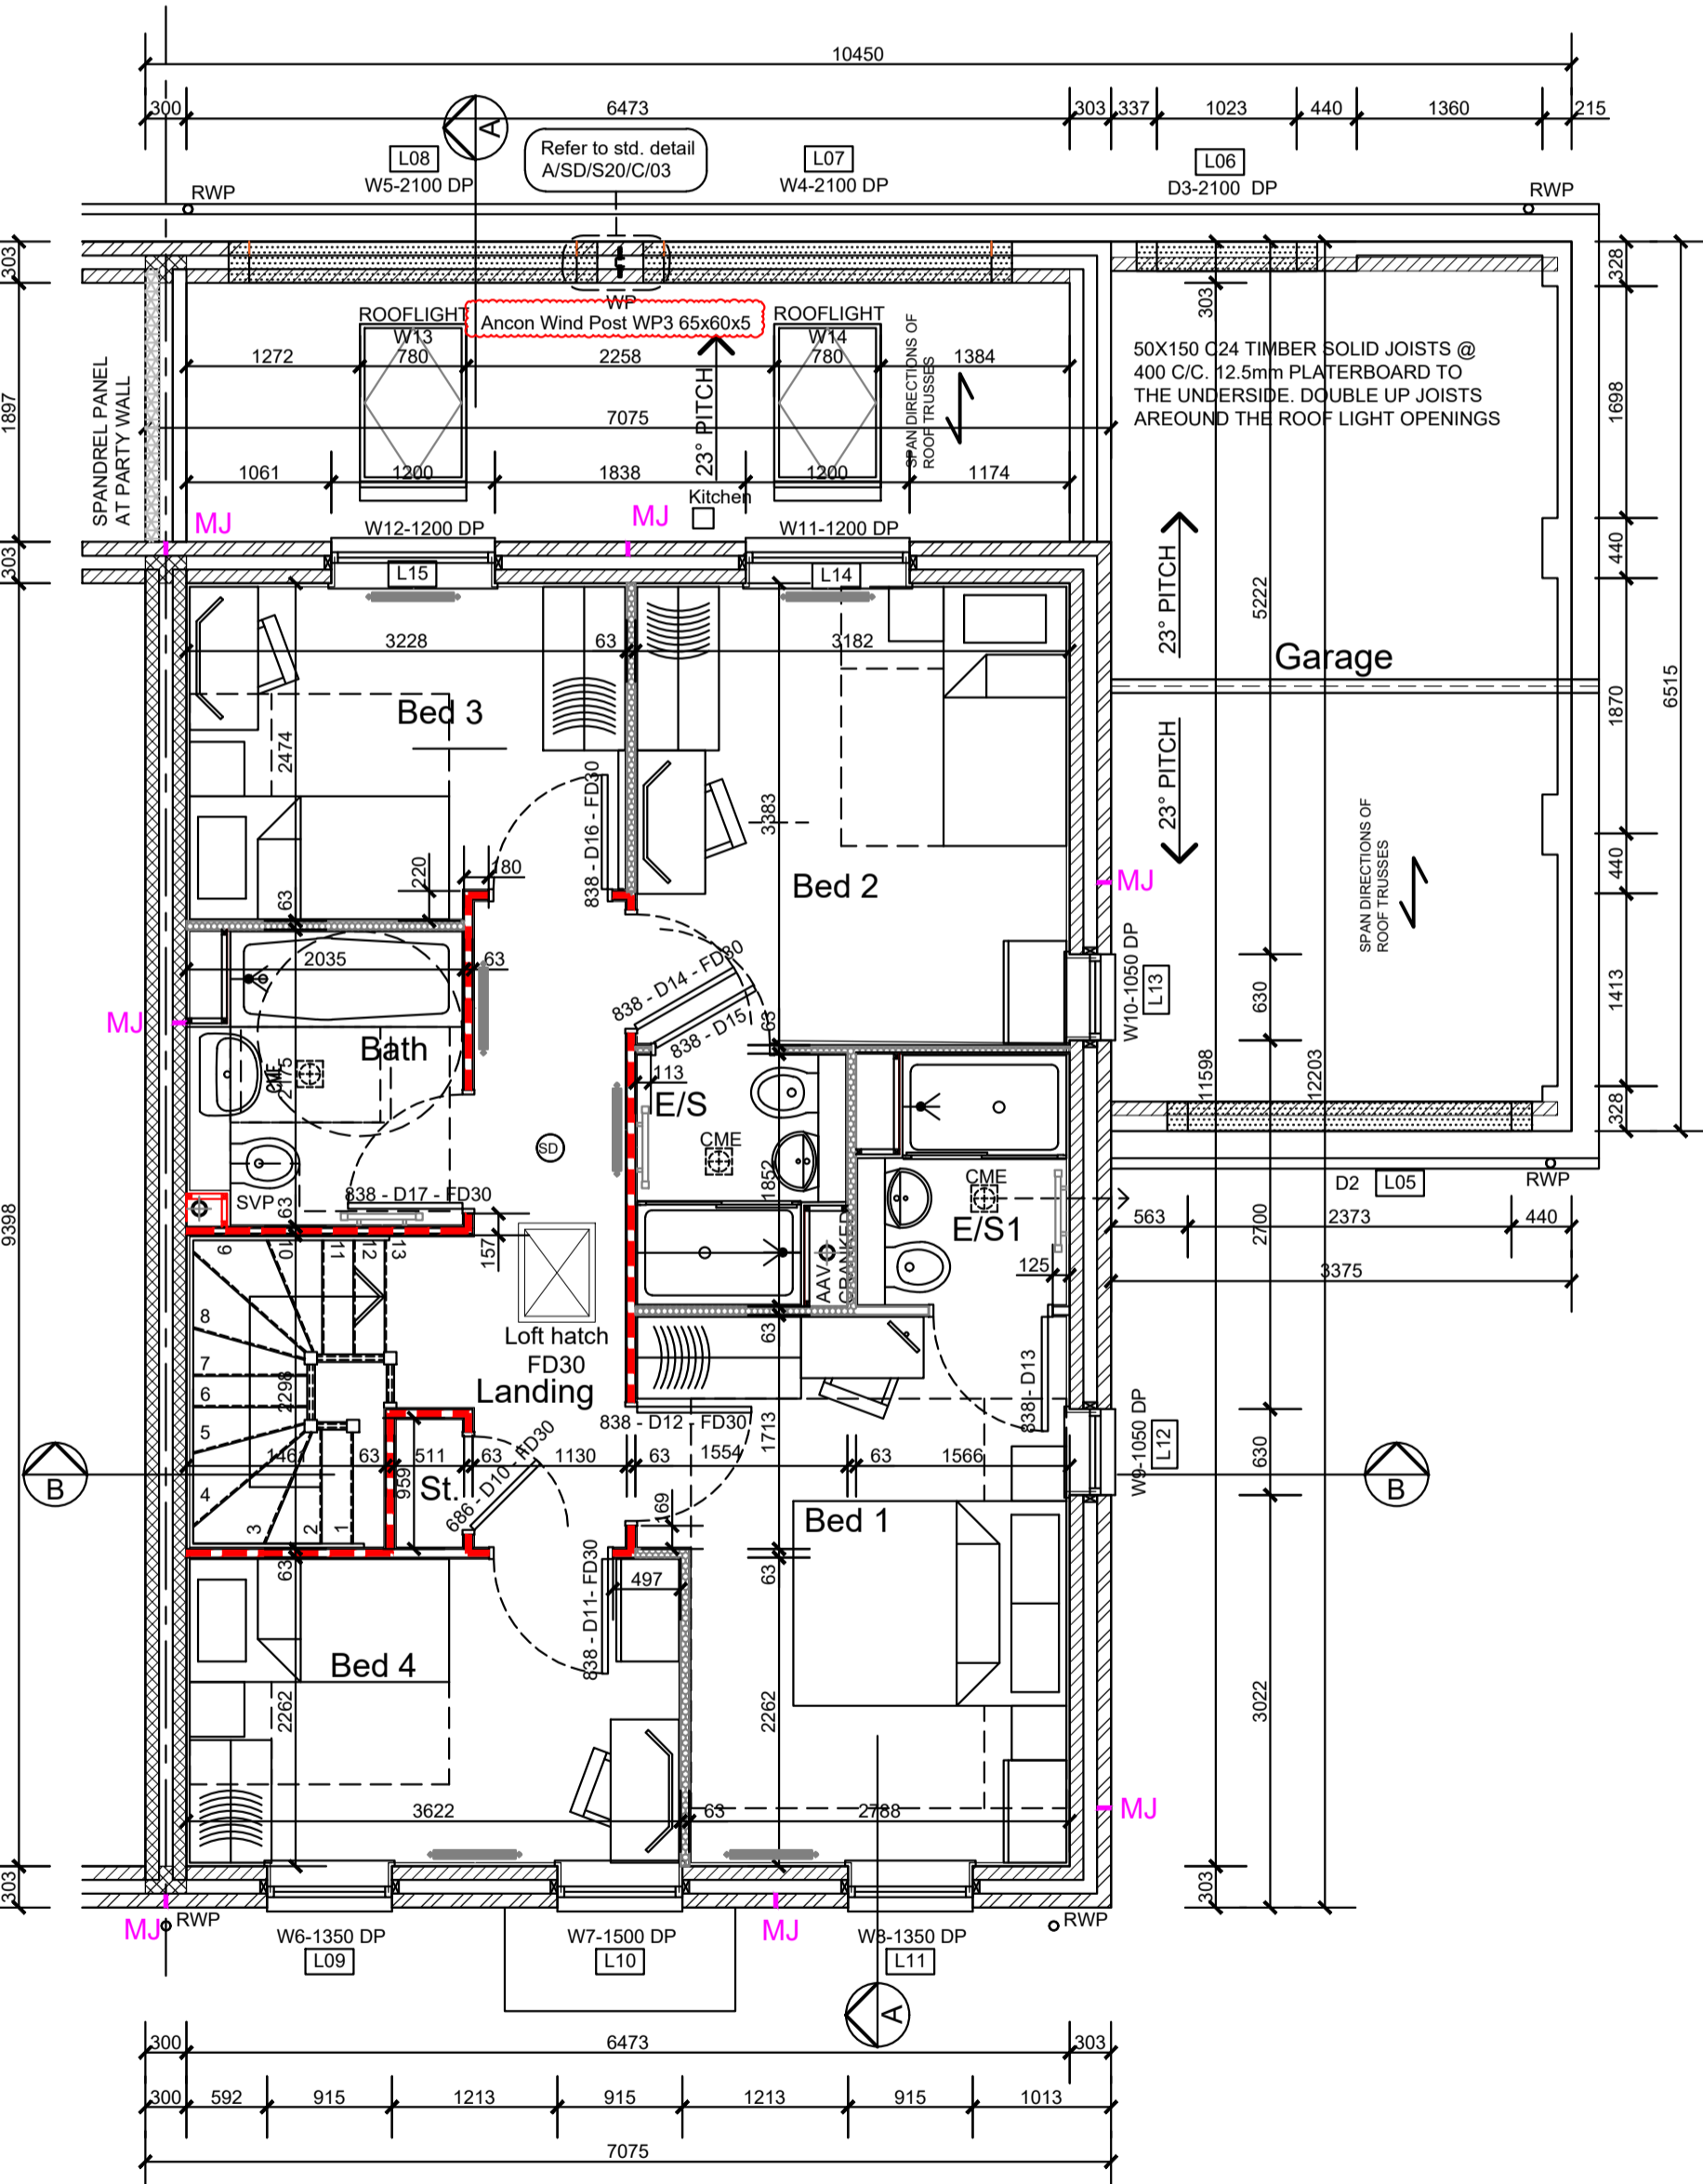 10450
300
6473
303
337
1023
440
1360
215
A
Refer to std. detail
A/SD/S20/C/03
L08
W5-2100 DP
L07
W4-2100 DP
L06
D3-2100 DP
RWP
RWP
303
1897
303
9398
303
328
1698
440
1870
440
1413
328
6515
SPANDREL PANEL
AT PARTY WALL
WP
Ancon Wind Post WP3 65x60x5
ROOFLIGHT
W13
ROOFLIGHT
W14
1272
780
2258
780
1384
7075
1061
1200
1838
1200
1174
23° PITCH
SPAN DIRECTIONS OF
ROOF TRUSSES
303
50X150 C24 TIMBER SOLID JOISTS @
400 C/C. 12.5mm PLATERBOARD TO
THE UNDERSIDE. DOUBLE UP JOISTS
AREOUND THE ROOF LIGHT OPENINGS
Kitchen
MJ
MJ
W12-1200 DP
L15
W11-1200 DP
L14
3228
63
3182
Bed 3
2474
3383
Bed 2
838 - D16 - FD30
220
180
63
23° PITCH
23° PITCH
5222
Garage
SPAN DIRECTIONS OF
ROOF TRUSSES
MJ
W10-1050 DP
L13
630
2035
63
838 - D14 - FD30
838 - D15
63
MJ
Bath
CME
2175
113
E/S
CME
1852
SD
SVP
63
838 - D17 - FD30
157
CME
E/S1
125
AAV
11598
12203
D2
L05
RWP
563
2373
440
2700
3375
9
10
11
12
13
8
7
6
5
4
3
2
1
2298
Loft hatch
FD30
Landing
63
838 - D12 - FD30
838 - D13
1713
W9-1050 DP
L12
630
B
B
1461
63
511
63
1130
63
1554
63
1566
959
St.
686 - D10 - FD30
169
Bed 1
63
63
838 - D11- FD30
497
Bed 4
2262
2262
3022
3622
63
2788
MJ
303
MJ
RWP
W6-1350 DP
L09
W7-1500 DP
L10
MJ
W8-1350 DP
L11
RWP
A
300
6473
303
300
592
915
1213
915
1213
915
1013
7075